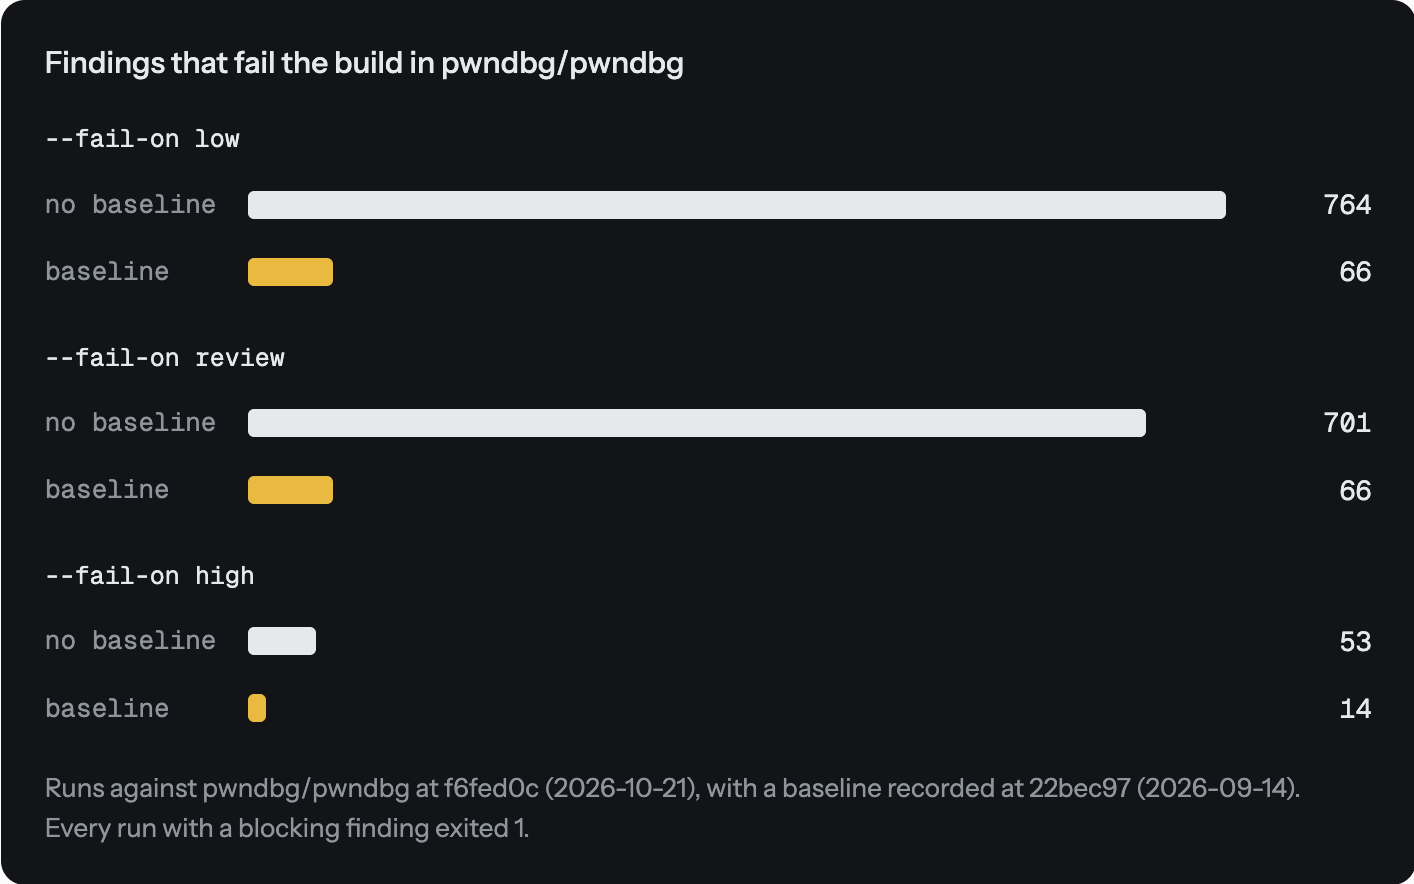 Findings that fail the build in pwndbg/pwndbg
--fail-on low
no baseline 764
baseline 66
--fail-on review
no baseline 701
baseline 66
--fail-on high
no baseline 53
baseline 14
Runs against pwndbg/pwndbg at f6fed0c (2026-10-21), with a baseline recorded at 22bec97 (2026-09-14).
Every run with a blocking finding exited 1.